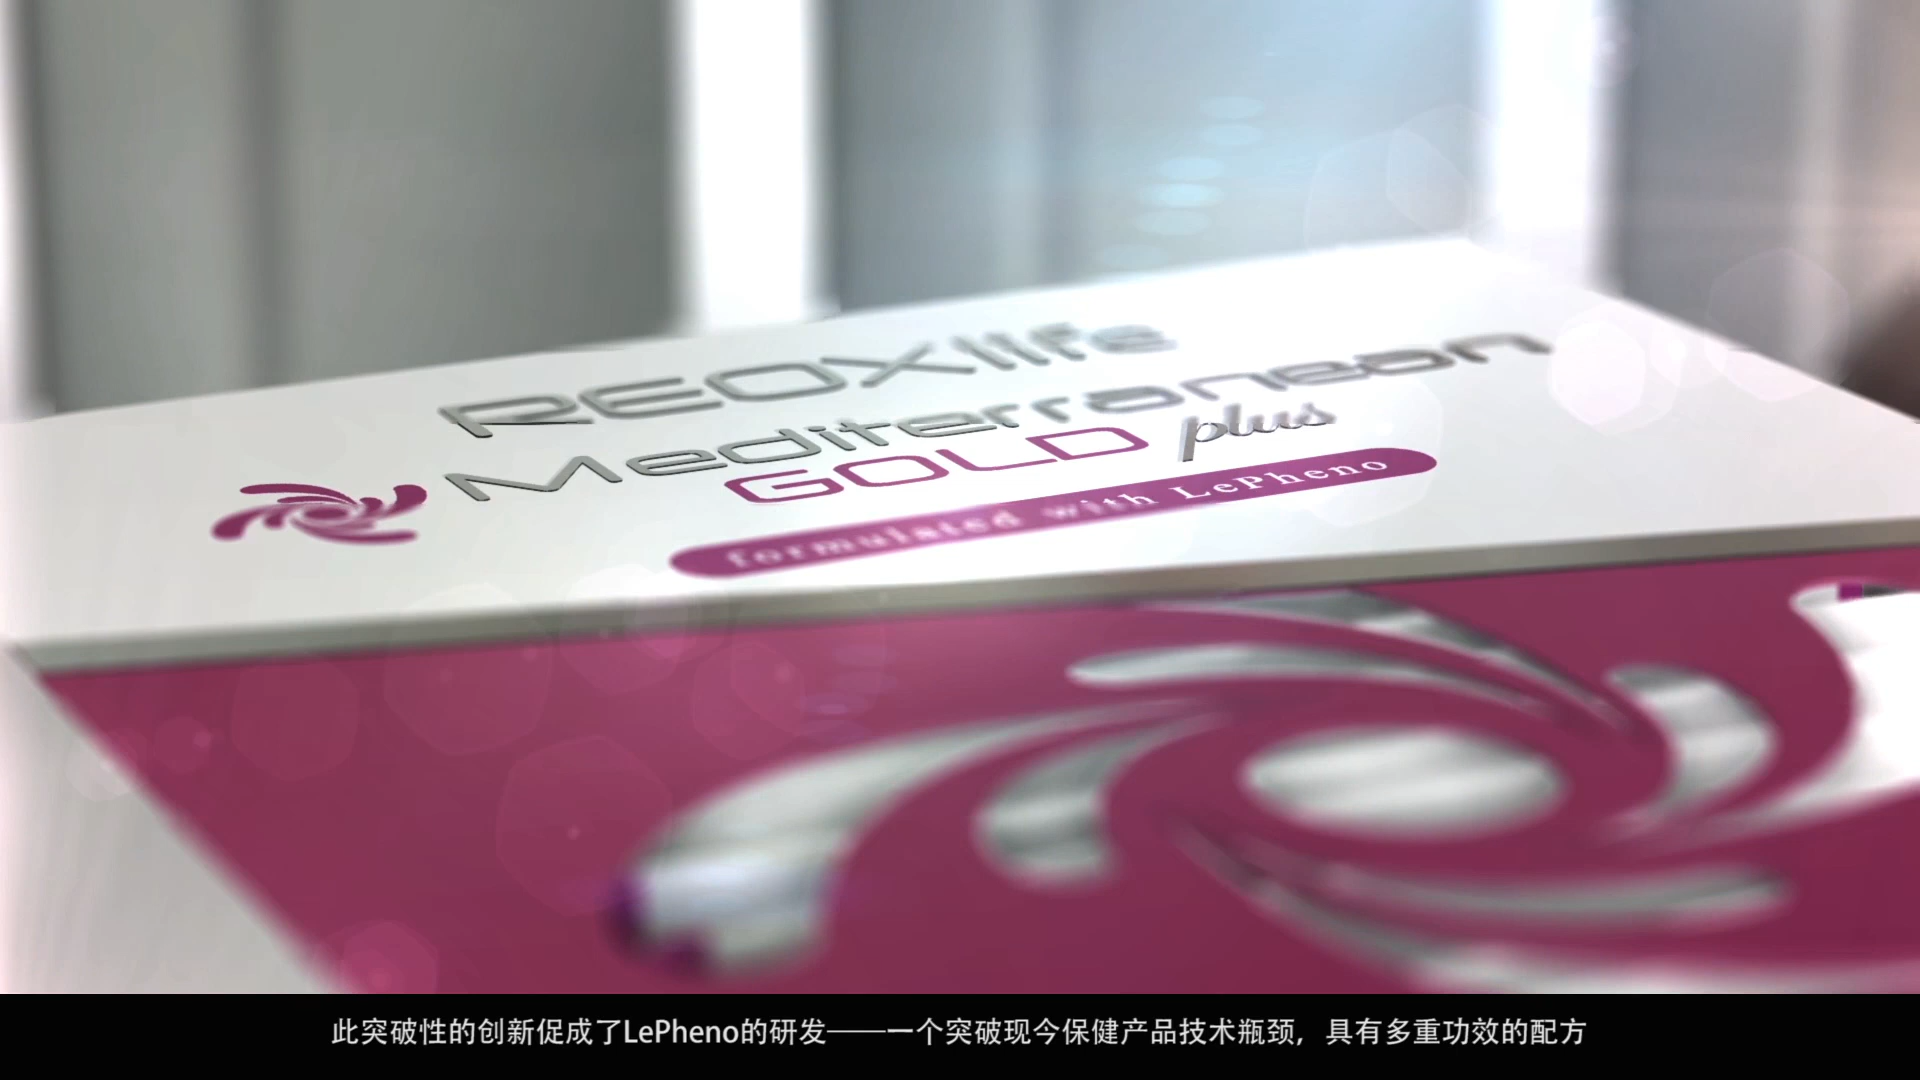 REOXlife
Mediterranean
GOLD plus
formulated with LePheno
此突破性的创新促成了LePheno的研发——一个突破现今保健产品技术瓶颈，具有多重功效的配方